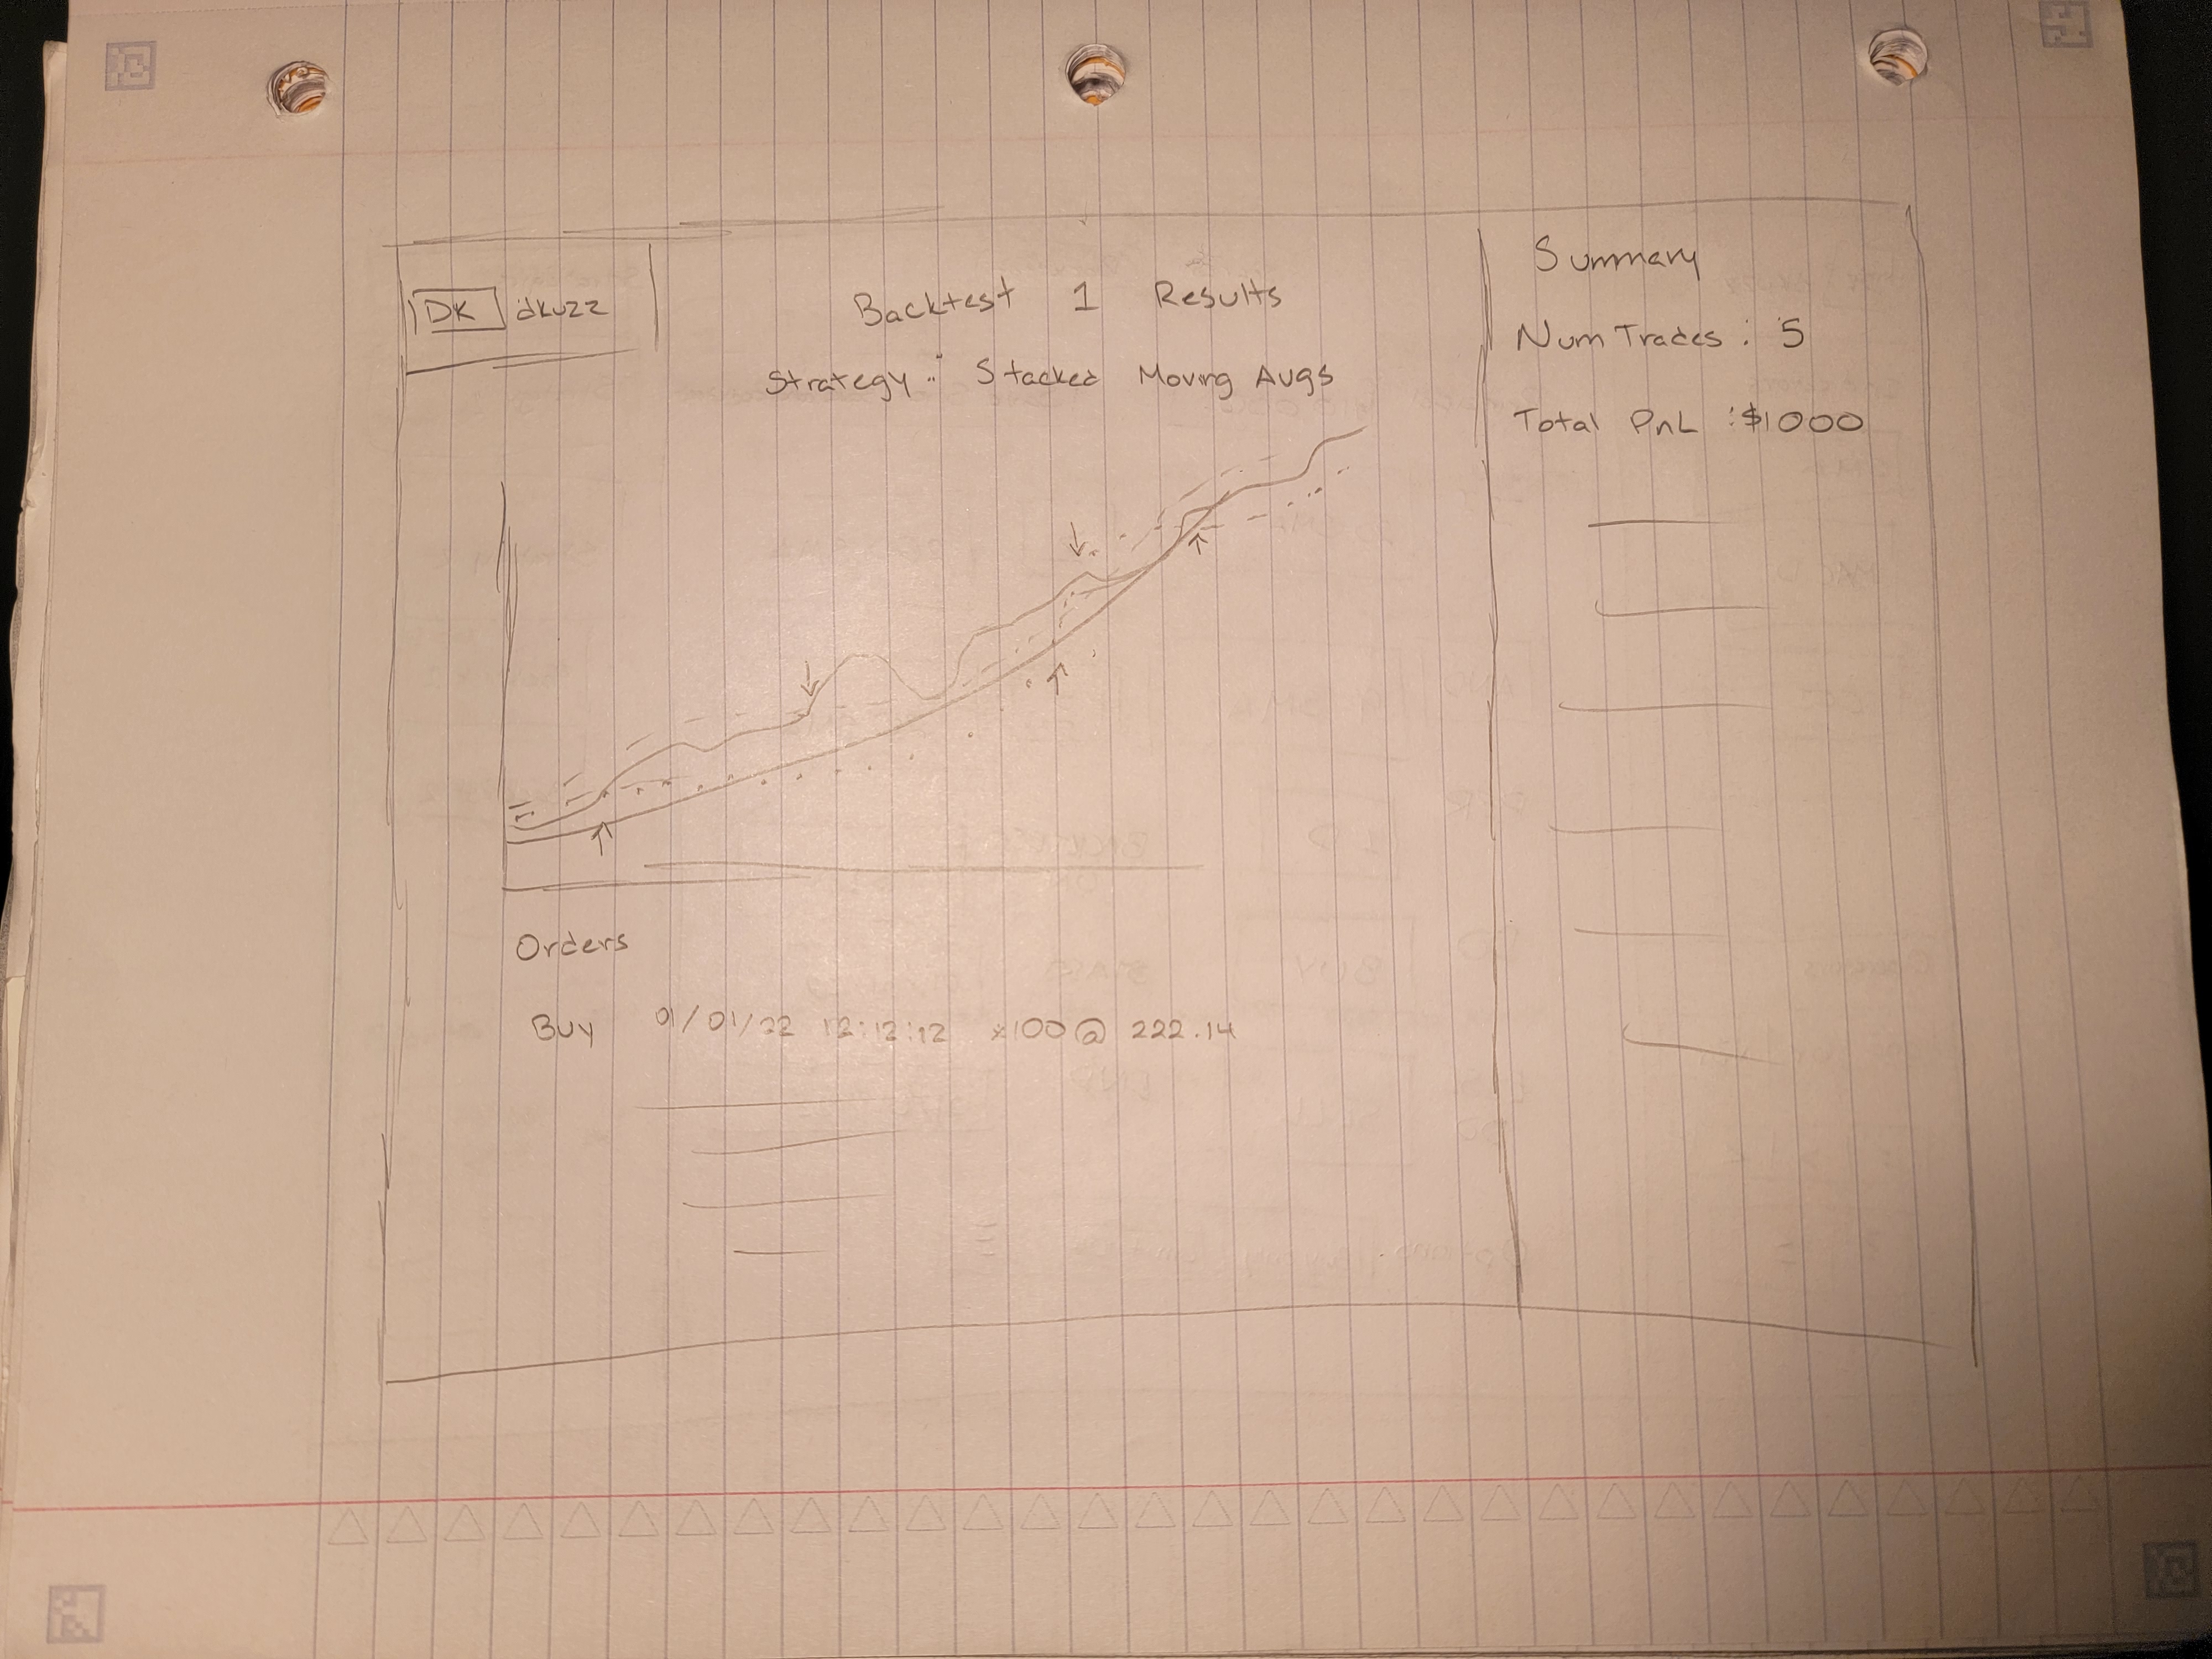 DK dkuzz
Backtest 1 Results
Strategy: Stacked Moving Avgs
Summary
Num Trades: 5
Total PnL: $1000
Orders
Buy 01/01/22 12:12:12 x100 @ 222.14